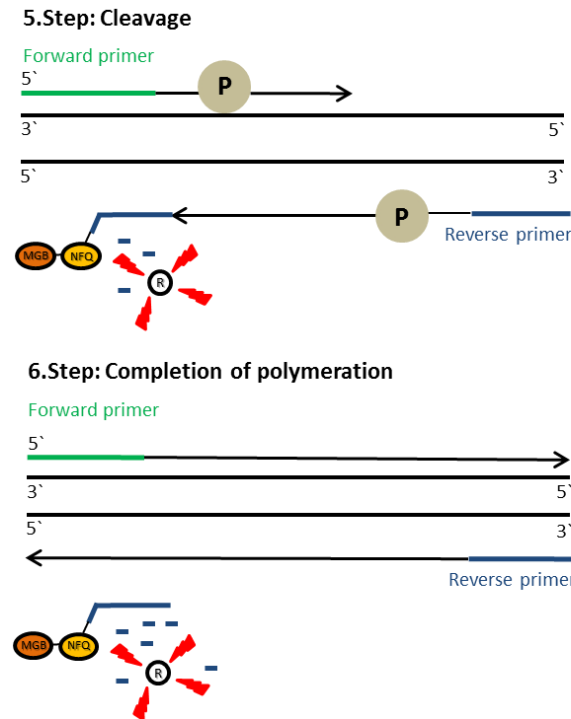 5.Step: Cleavage
Forward primer
5`
P
3`
5`
5`
3`
P
Reverse primer
MGB
NFQ
R
6.Step: Completion of polymeration
Forward primer
5`
3`
5`
5`
3`
Reverse primer
MGB
NFQ
R